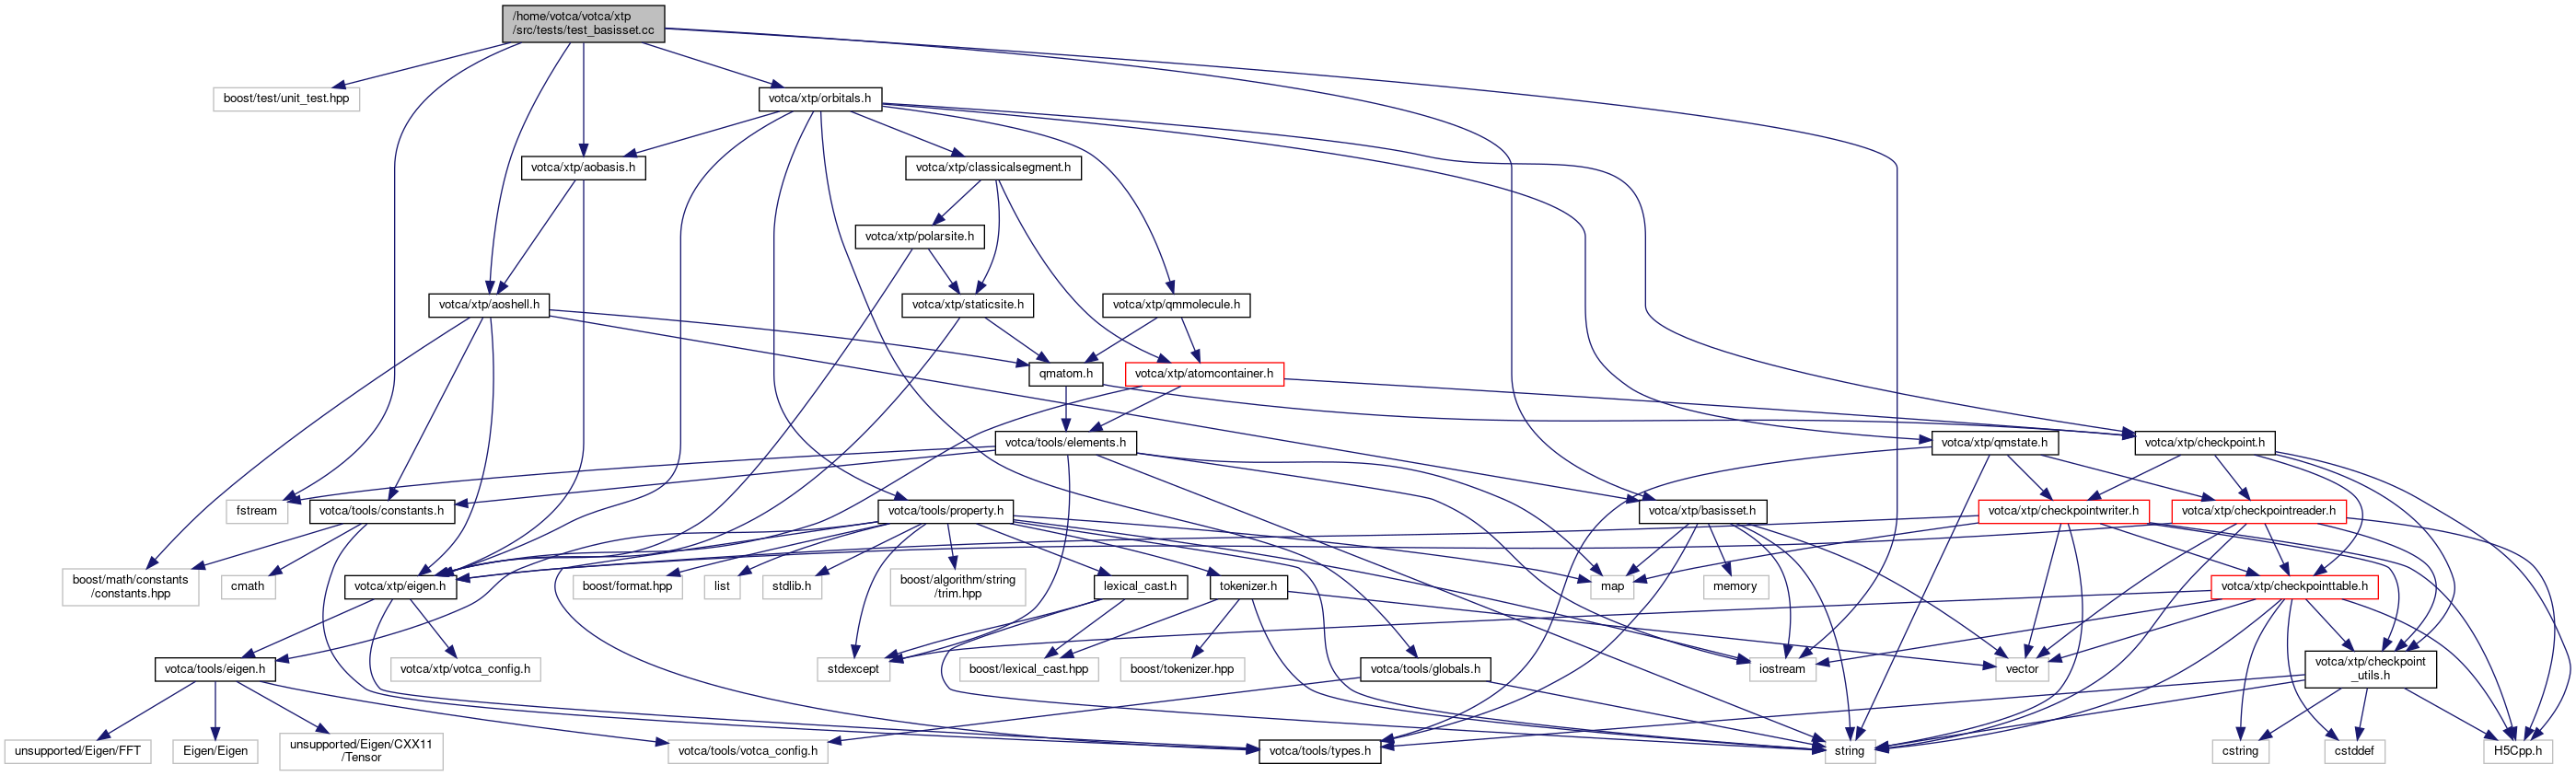 /home/votca/votca/xtp
/src/tests/test_basisset.cc
boost/test/unit_test.hpp
votca/xtp/orbitals.h
votca/xtp/aobasis.h
votca/xtp/classicalsegment.h
votca/xtp/polarsite.h
votca/xtp/aoshell.h
votca/xtp/staticsite.h
votca/xtp/qmmolecule.h
qmatom.h
votca/xtp/atomcontainer.h
votca/tools/elements.h
votca/xtp/qmstate.h
votca/xtp/checkpoint.h
fstream
votca/tools/constants.h
votca/tools/property.h
votca/xtp/basisset.h
votca/xtp/checkpointwriter.h
votca/xtp/checkpointreader.h
boost/math/constants
/constants.hpp
cmath
votca/xtp/eigen.h
boost/format.hpp
list
stdlib.h
boost/algorithm/string
/trim.hpp
lexical_cast.h
tokenizer.h
map
memory
votca/xtp/checkpointtable.h
votca/tools/eigen.h
votca/xtp/votca_config.h
stdexcept
boost/lexical_cast.hpp
boost/tokenizer.hpp
votca/tools/globals.h
iostream
vector
votca/xtp/checkpoint
_utils.h
unsupported/Eigen/FFT
Eigen/Eigen
unsupported/Eigen/CXX11
/Tensor
votca/tools/votca_config.h
votca/tools/types.h
string
cstring
cstddef
H5Cpp.h